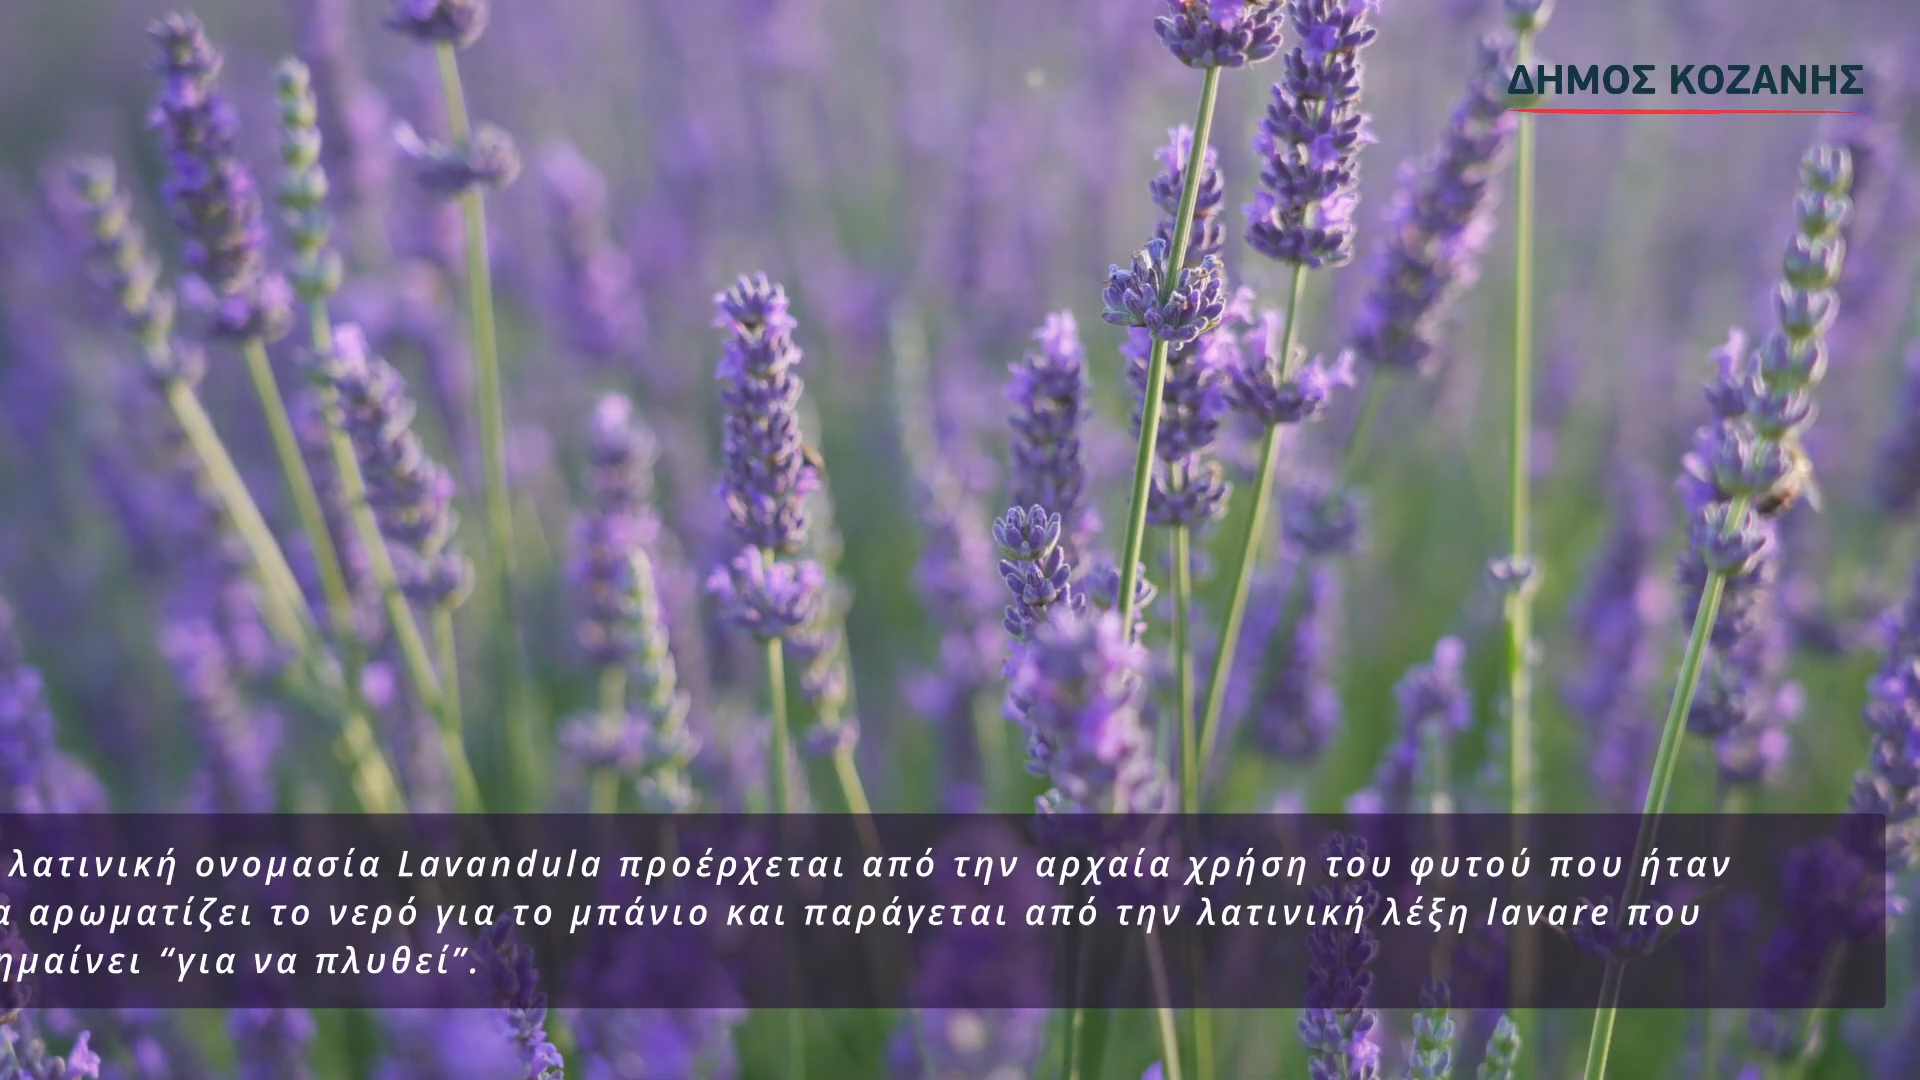 ΔΗΜΟΣ ΚΟΖΑΝΗΣ
λατινική ονομασία Lavandula προέρχεται από την αρχαία χρήση του φυτού που ήταν
α αρωματίζει το νερό για το μπάνιο και παράγεται από την λατινική λέξη lavare που
ημαίνει “για να πλυθεί”.